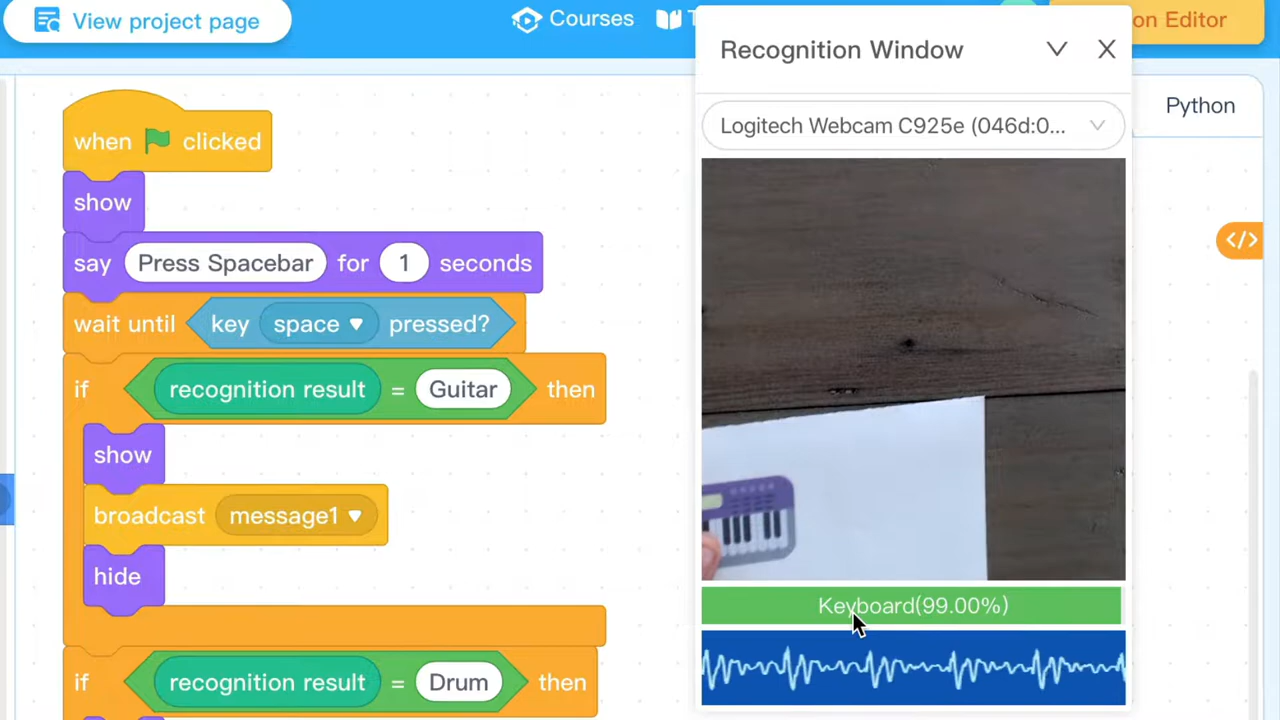 View project page
Courses
on Editor
Recognition Window
Python
Logitech Webcam C925e (046d:0...
when clicked
show
say Press Spacebar for 1 seconds
wait until key space pressed?
if recognition result = Guitar then
show
broadcast message1
hide
Keyboard(99.00%)
if recognition result = Drum then